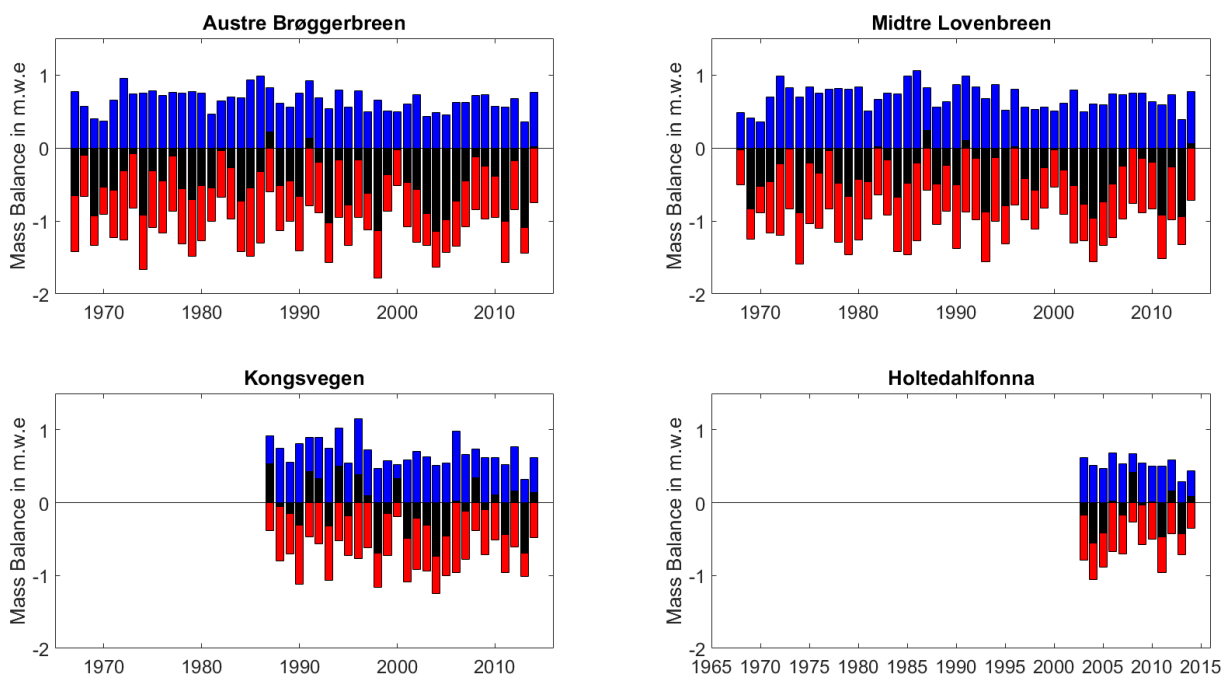 Austre Brøggerbreen
Mass Balance in m.w.e
1
0
-1
-2
1970 1980 1990 2000 2010
Midtre Lovenbreen
Mass Balance in m.w.e
1
0
-1
-2
1970 1980 1990 2000 2010
Kongsvegen
Mass Balance in m.w.e
1
0
-1
-2
1970 1980 1990 2000 2010
Holtedahlfonna
Mass Balance in m.w.e
1
0
-1
-2
1965 1970 1975 1980 1985 1990 1995 2000 2005 2010 2015